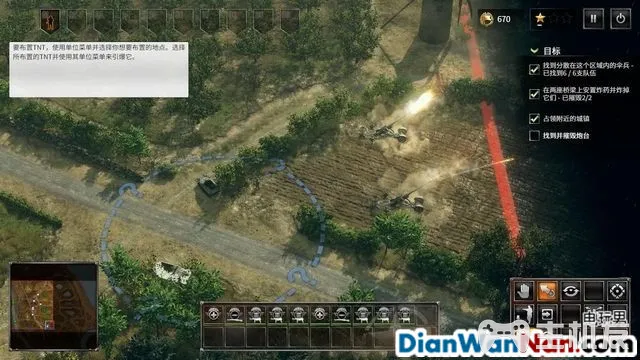 670
要布置TNT，使用单位菜单并选择你想要布置的地点。选择
所布置的TNT并使用其单位菜单来引爆它。
目标
找到分散在这个区域内的伞兵 -
已找到6 / 6支队伍
在两座桥梁上安置炸药并炸掉
它们 - 已摧毁2/2
占领附近的城镇
找到并摧毁炮台
DianWanNan.com